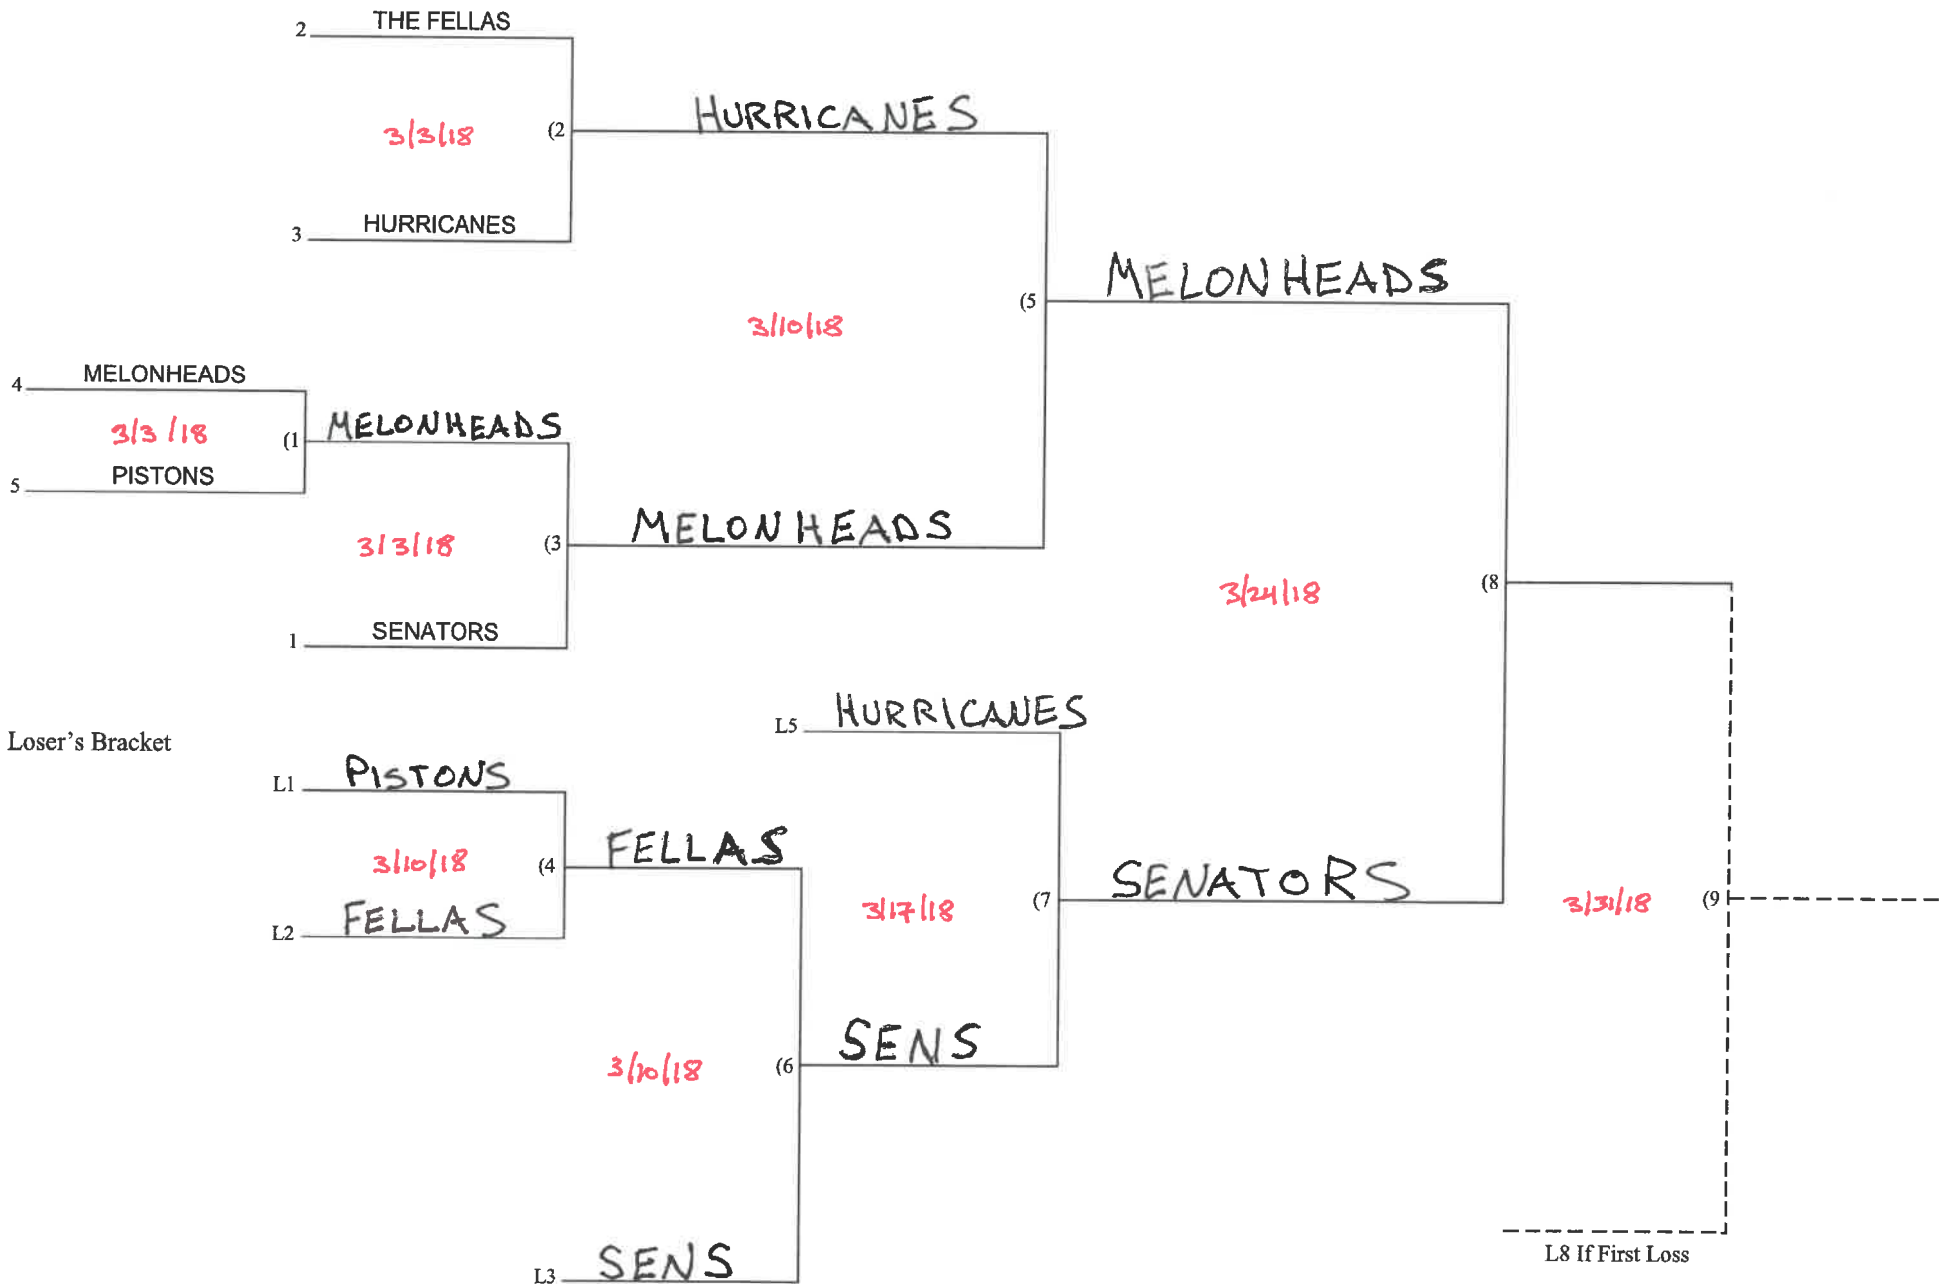 2 THE FELLAS
HURRICANES
3/3/18 (2
3 HURRICANES
MELONHEADS
(5
3/10/18
4 MELONHEADS
3/3/18 (1 MELONHEADS
5 PISTONS
3/3/18 (3 MELONHEADS
3/24/18 (8
1 SENATORS
L5 HURRICANES
Loser's Bracket
L1 PISTONS
3/10/18 (4 FELLAS
L2 FELLAS
3/17/18 (7 SENATORS
3/31/18 (9
3/10/18 (6 SENS
L3 SENS
L8 If First Loss